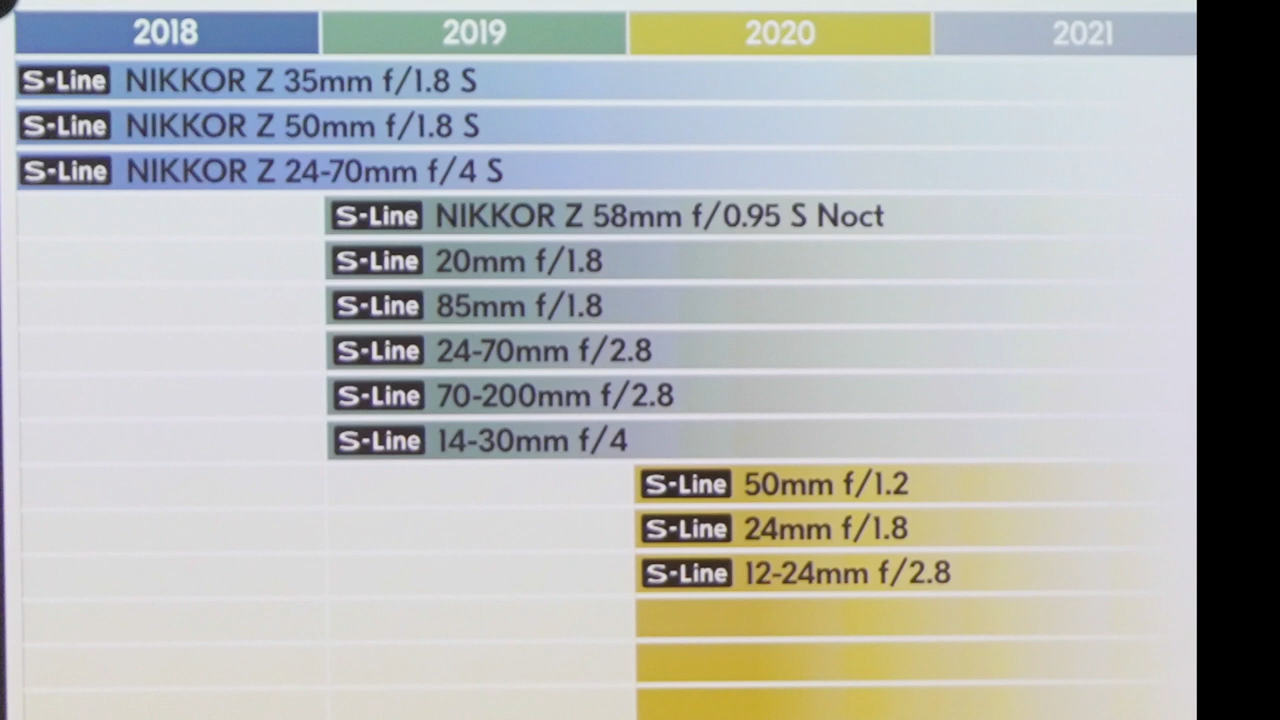 2018 2019 2020 2021
S-Line NIKKOR Z 35mm f/1.8 S
S-Line NIKKOR Z 50mm f/1.8 S
S-Line NIKKOR Z 24-70mm f/4 S
S-Line NIKKOR Z 58mm f/0.95 S Noct
S-Line 20mm f/1.8
S-Line 85mm f/1.8
S-Line 24-70mm f/2.8
S-Line 70-200mm f/2.8
S-Line 14-30mm f/4
S-Line 50mm f/1.2
S-Line 24mm f/1.8
S-Line 12-24mm f/2.8